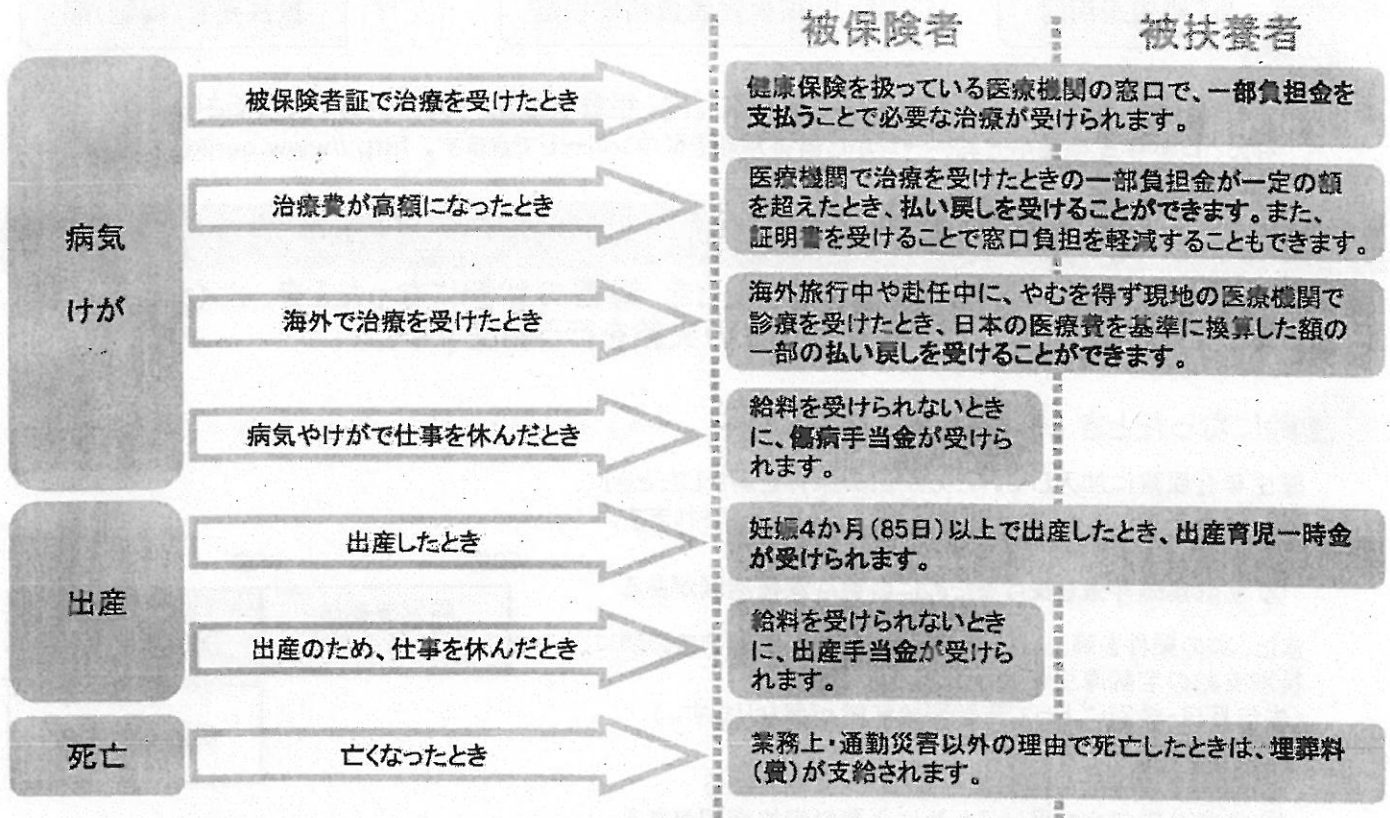 被保険者
被扶養者
病気
けが
被保険者証で治療を受けたとき
健康保険を扱っている医療機関の窓口で、一部負担金を
支払うことで必要な治療が受けられます。
治療費が高額になったとき
医療機関で治療を受けたときの一部負担金が一定の額
を超えたとき、払い戻しを受けることができます。また、
証明書を受けることで窓口負担を軽減することもできます。
海外で治療を受けたとき
海外旅行中や赴任中に、やむを得ず現地の医療機関で
診療を受けたとき、日本の医療費を基準に換算した額の
一部の払い戻しを受けることができます。
病気やけがで仕事を休んだとき
給料を受けられないとき
に、傷病手当金が受けら
れます。
出産
出産したとき
妊娠4か月(85日)以上で出産したとき、出産育児一時金
が受けられます。
出産のため、仕事を休んだとき
給料を受けられないとき
に、出産手当金が受けら
れます。
死亡
亡くなったとき
業務上・通勤災害以外の理由で死亡したときは、埋葬料
(費)が支給されます。